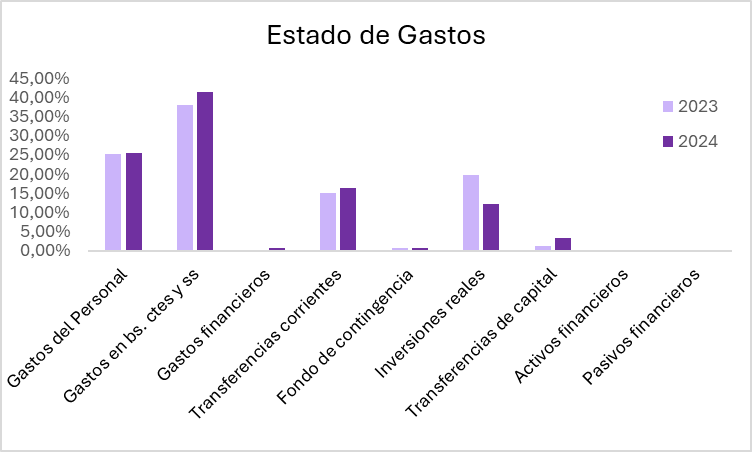 Estado de Gastos
45,00%
40,00%
35,00%
30,00%
25,00%
20,00%
15,00%
10,00%
5,00%
0,00%
2023
2024
Gastos del Personal
Gastos en bs. ctes y ss
Gastos financieros
Transferencias corrientes
Fondo de contingencia
Inversiones reales
Transferencias de capital
Activos financieros
Pasivos financieros